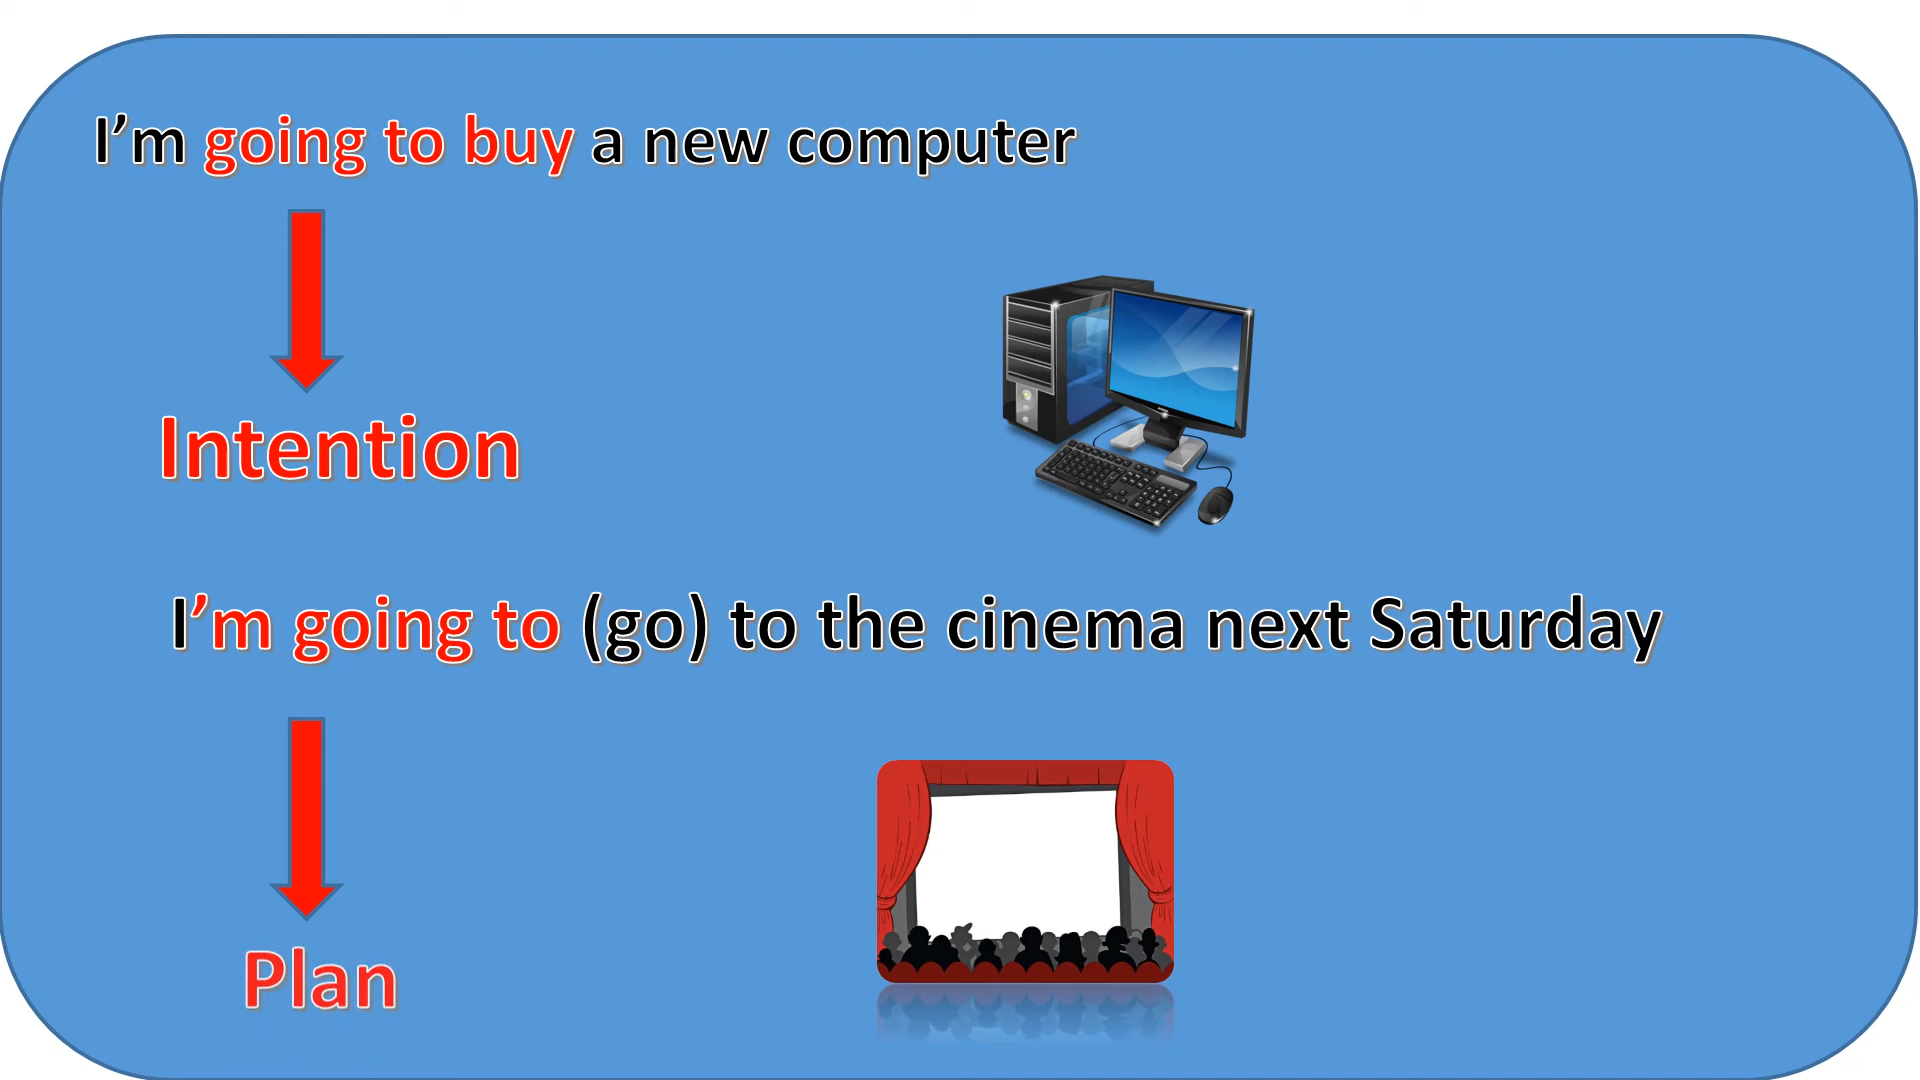 I’m going to buy a new computer
Intention
I’m going to (go) to the cinema next Saturday
Plan